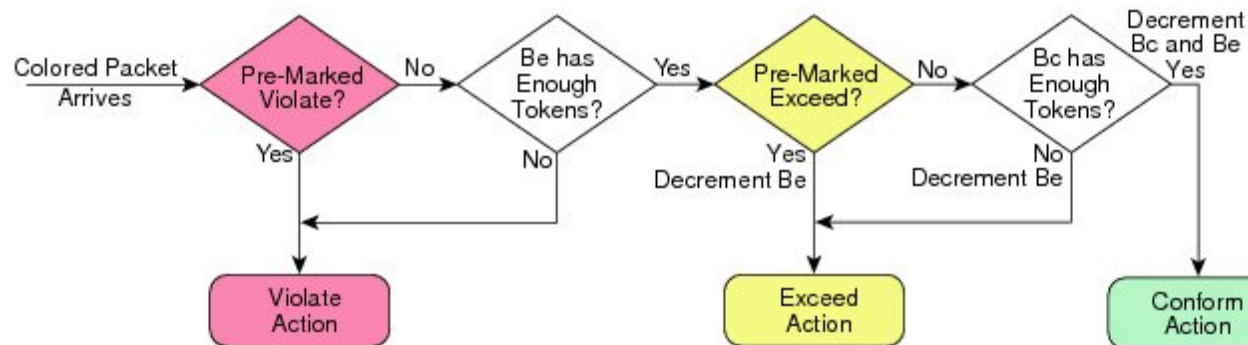 Colored Packet
Arrives
Pre-Marked
Violate?
No
Yes
Be has
Enough
Tokens?
Yes
No
Pre-Marked
Exceed?
No
Yes
Decrement Be
Bc has
Enough
Tokens?
No
Decrement Be
Decrement
Bc and Be
Yes
Violate
Action
Exceed
Action
Conform
Action